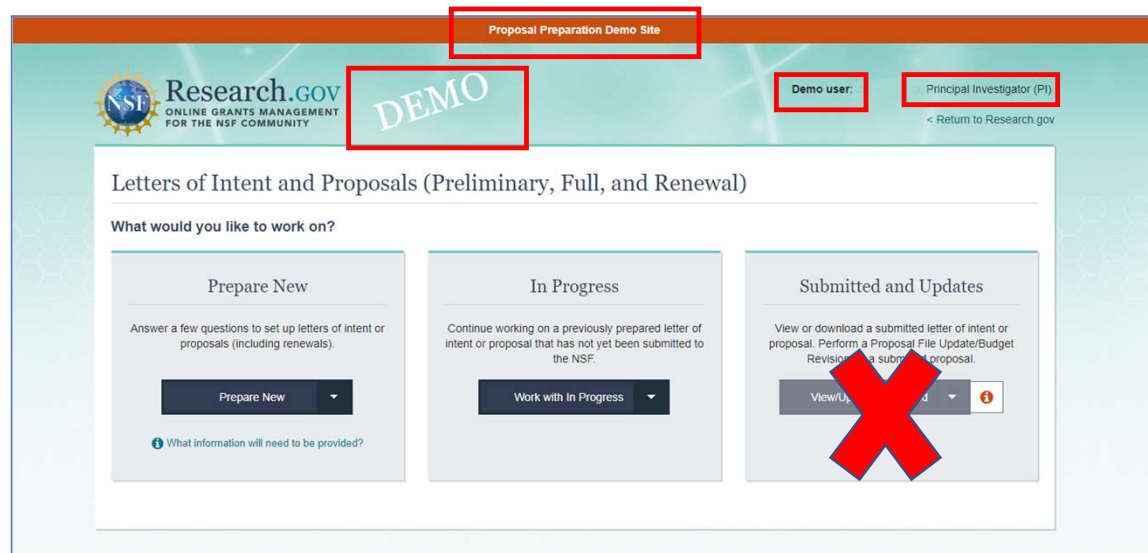 Proposal Preparation Demo Site
NSF
Research.gov
ONLINE GRANTS MANAGEMENT
FOR THE NSF COMMUNITY
DEMO
Demo user:
Principal Investigator (PI)
< Return to Research.gov
Letters of Intent and Proposals (Preliminary, Full, and Renewal)
What would you like to work on?
Prepare New
Answer a few questions to set up letters of intent or
proposals (including renewals).
Prepare New
What information will need to be provided?
In Progress
Continue working on a previously prepared letter of
intent or proposal that has not yet been submitted to
the NSF.
Work with In Progress
Submitted and Updates
View or download a submitted letter of intent or
proposal. Perform a Proposal File Update/Budget
Revision a submitted proposal.
View/Up